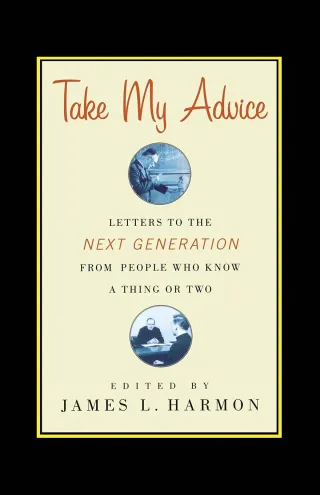 Take My Advice
LETTERS TO THE
NEXT GENERATION
FROM PEOPLE WHO KNOW
A THING OR TWO
EDITED BY
JAMES L. HARMON